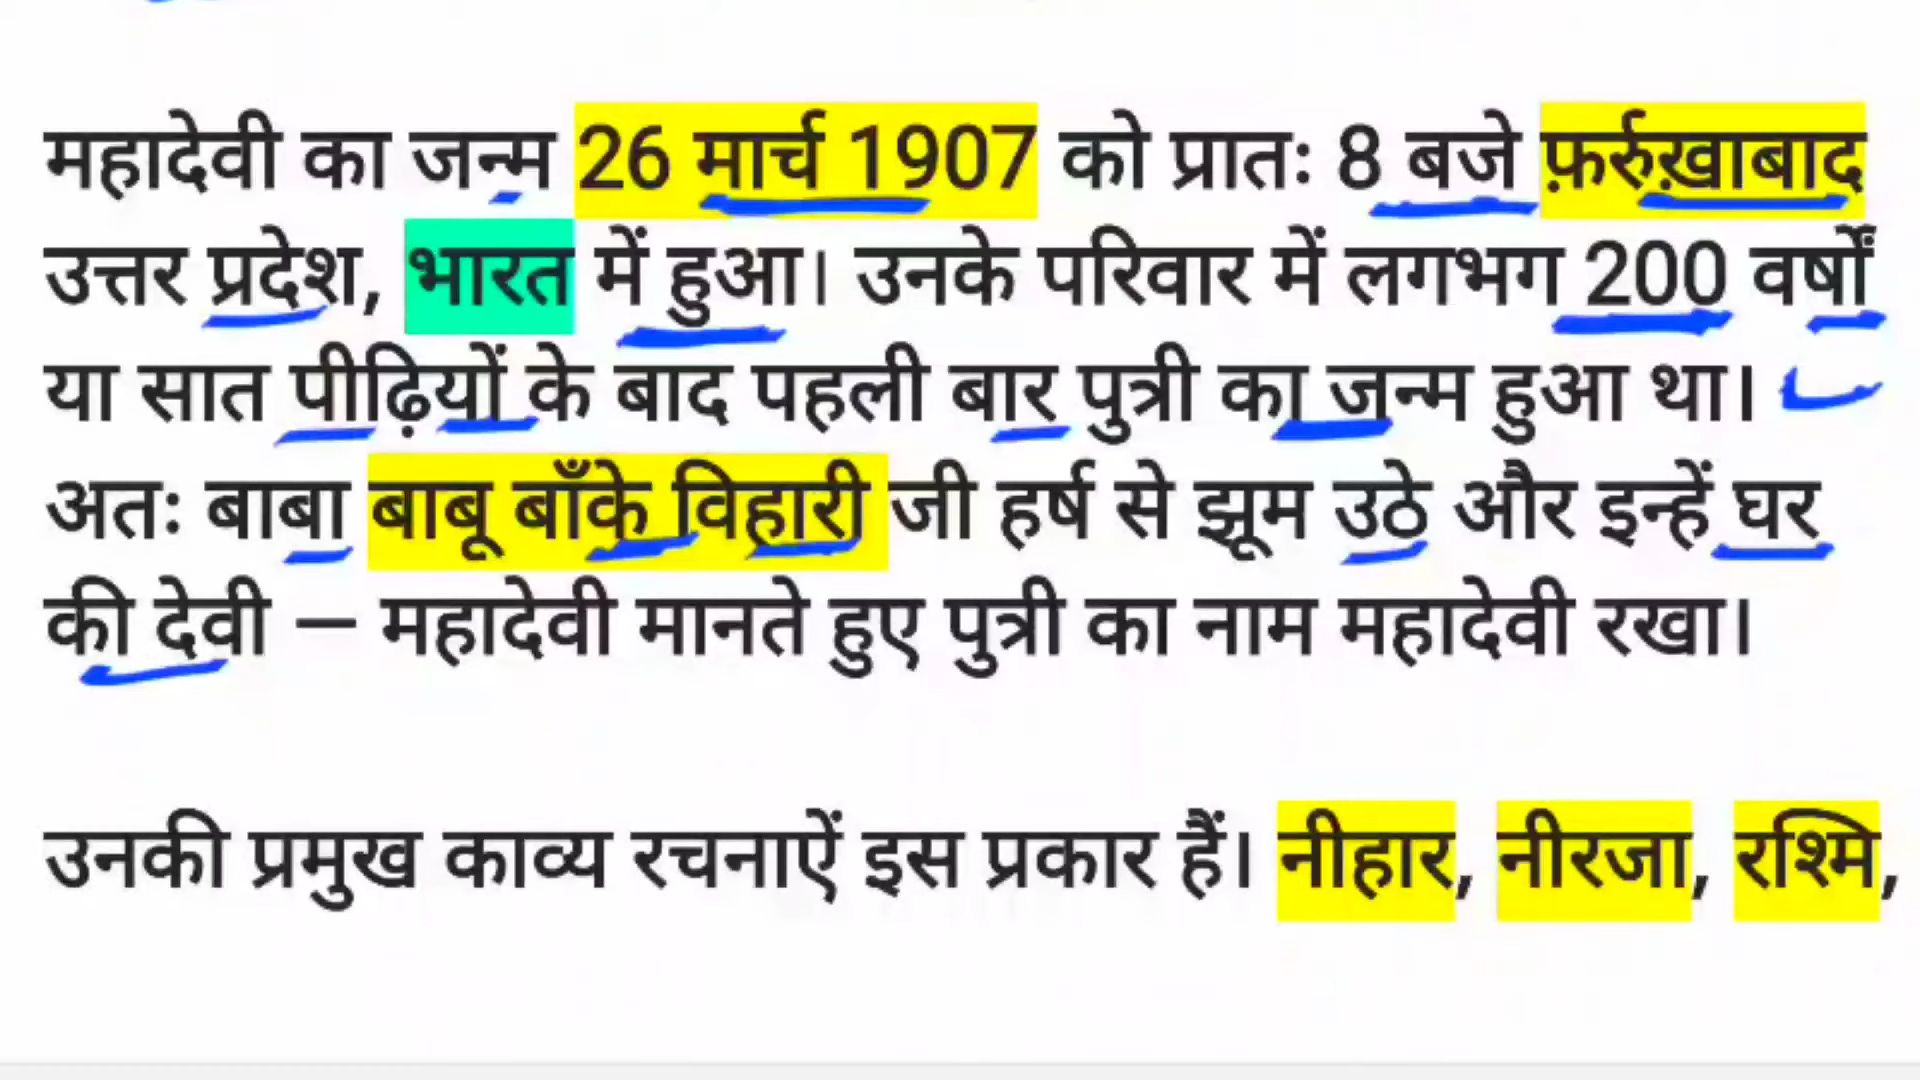 महादेवी का जन्म 26 मार्च 1907 को प्रातः 8 बजे फ़र्रुख़ाबाद
उत्तर प्रदेश, भारत में हुआ। उनके परिवार में लगभग 200 वर्षों
या सात पीढ़ियों के बाद पहली बार पुत्री का जन्म हुआ था।
अतः बाबा बाबू बाँके विहारी जी हर्ष से झूम उठे और इन्हें घर
की देवी — महादेवी मानते हुए पुत्री का नाम महादेवी रखा।
उनकी प्रमुख काव्य रचनाऐं इस प्रकार हैं। नीहार, नीरजा, रश्मि,